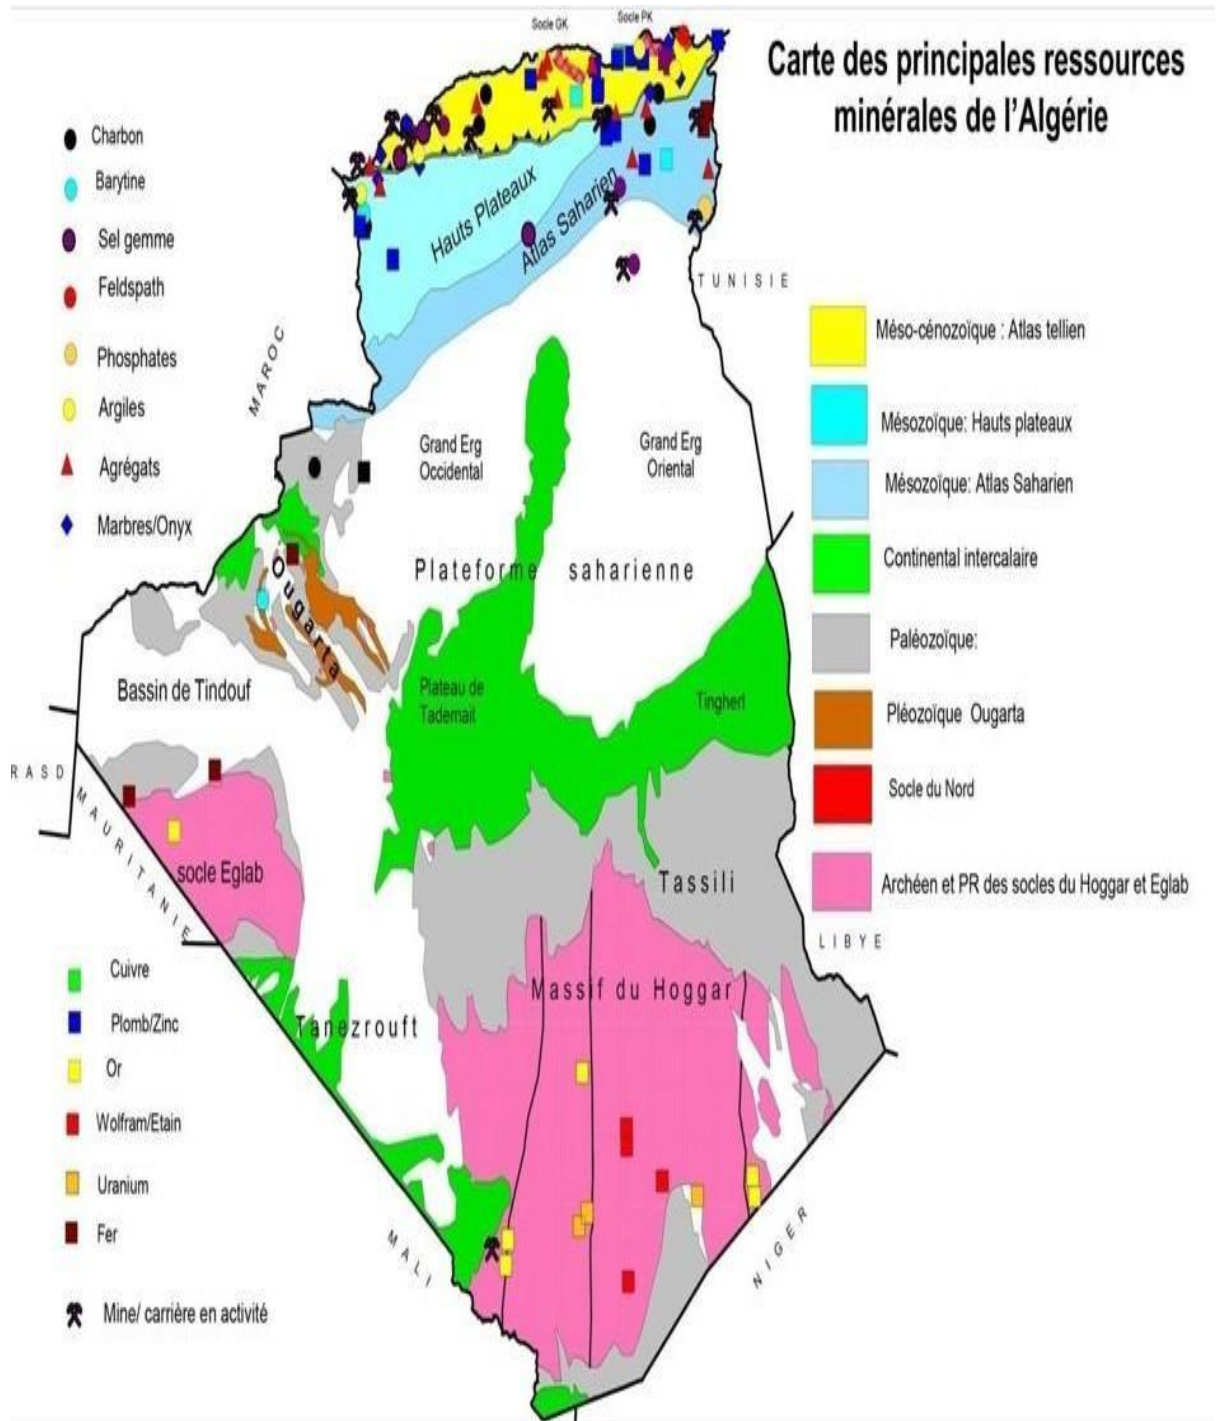 Socle GK
Socle PK
Carte des principales ressources
minérales de l'Algérie
Charbon
Barytine
Sel gemme
Feldspath
Phosphates
Argiles
Agrégats
Marbres/Onyx
Hauts Plateaux
Atlas Saharien
TUNISIE
MAROC
Méso-cénozoïque : Atlas tellien
Mésozoïque: Hauts plateaux
Mésozoïque: Atlas Saharien
Continental intercalaire
Paléozoïque:
Pléozoïque Ougarta
Socle du Nord
Archéen et PR des socles du Hoggar et Eglab
Grand Erg
Occidental
Grand Erg
Oriental
Plateforme saharienne
Ougarta
Bassin de Tindouf
Plateau de
Tademait
Tinghert
RASD
MAURITANIE
socle Eglab
Tassili
LIBYE
Massif du Hoggar
Tanezrouft
Cuivre
Plomb/Zinc
Or
Wolfram/Etain
Uranium
Fer
Mine/ carrière en activité
MALI
NIGER